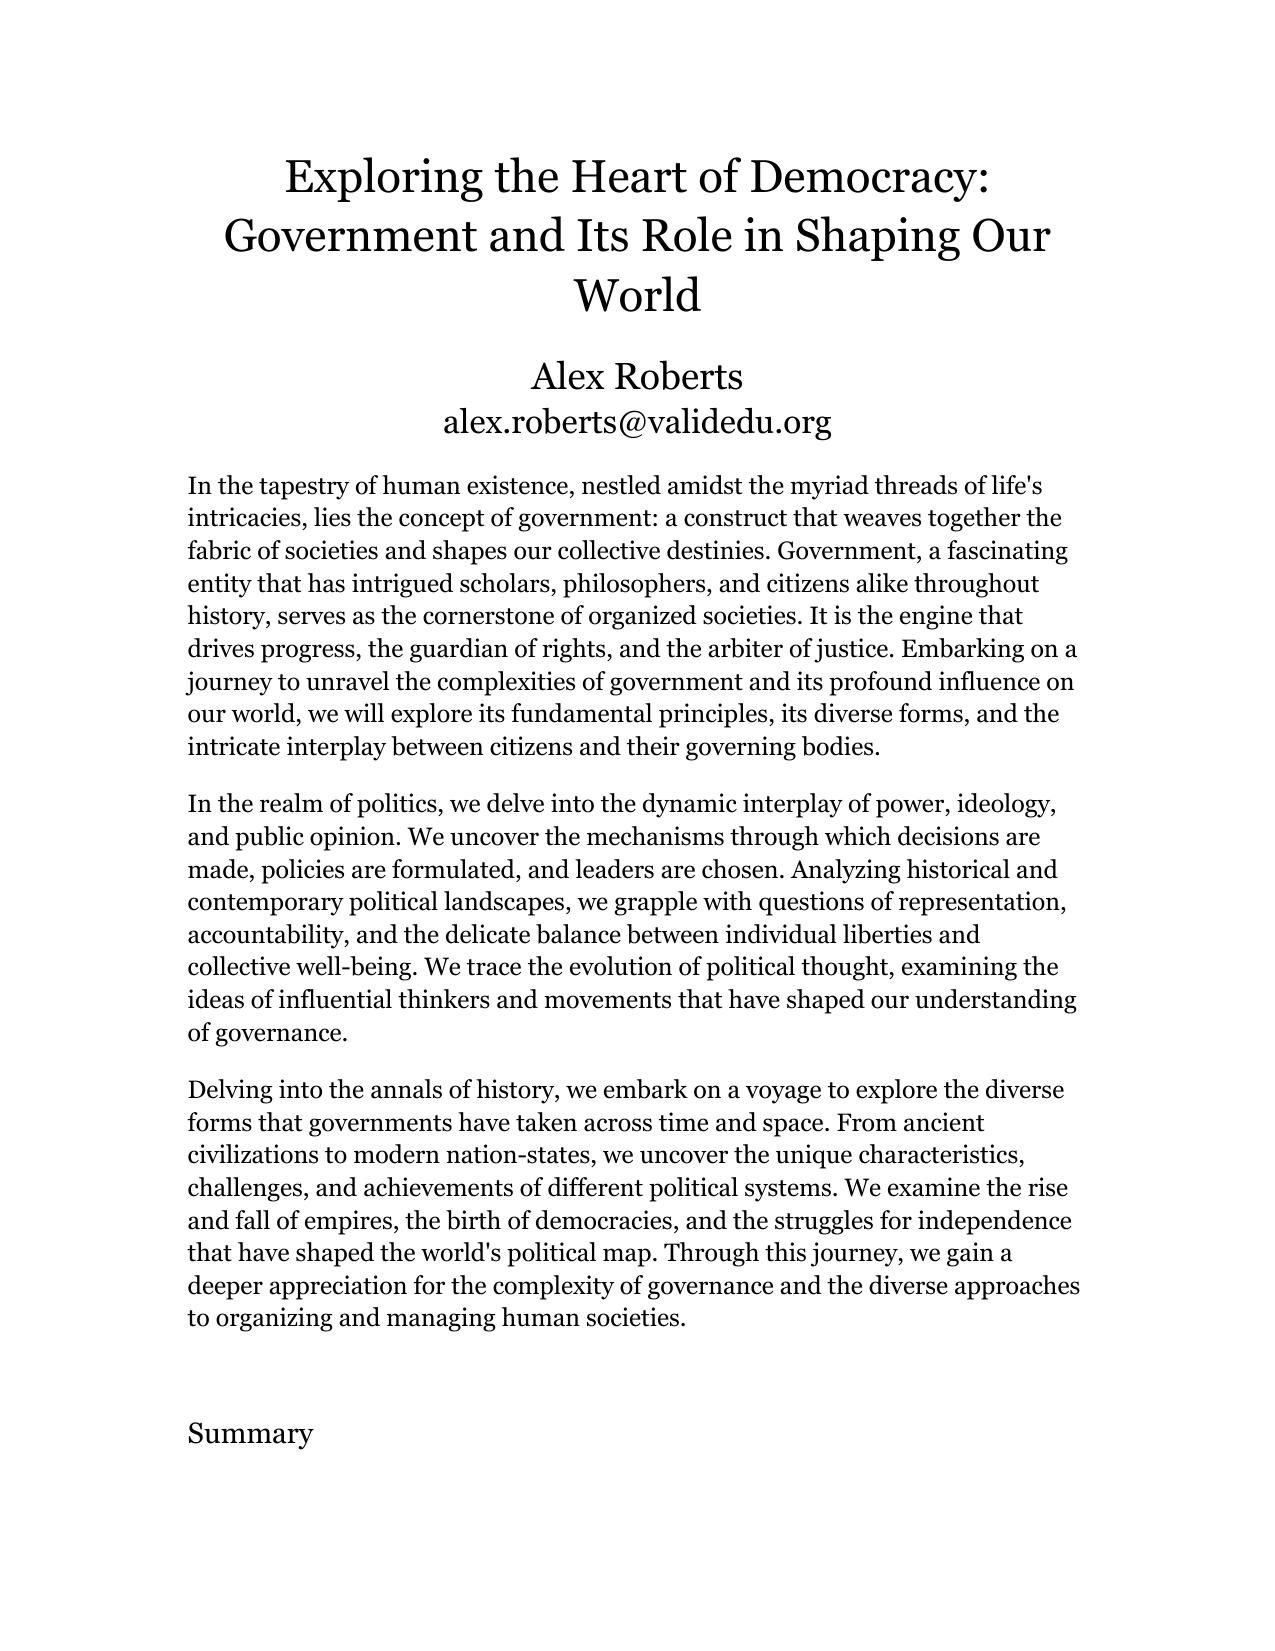 Exploring the Heart of Democracy:
Government and Its Role in Shaping Our
World
Alex Roberts
alex.roberts@validedu.org
In the tapestry of human existence, nestled amidst the myriad threads of life's
intricacies, lies the concept of government: a construct that weaves together the
fabric of societies and shapes our collective destinies. Government, a fascinating
entity that has intrigued scholars, philosophers, and citizens alike throughout
history, serves as the cornerstone of organized societies. It is the engine that
drives progress, the guardian of rights, and the arbiter of justice. Embarking on a
journey to unravel the complexities of government and its profound influence on
our world, we will explore its fundamental principles, its diverse forms, and the
intricate interplay between citizens and their governing bodies.
In the realm of politics, we delve into the dynamic interplay of power, ideology,
and public opinion. We uncover the mechanisms through which decisions are
made, policies are formulated, and leaders are chosen. Analyzing historical and
contemporary political landscapes, we grapple with questions of representation,
accountability, and the delicate balance between individual liberties and
collective well-being. We trace the evolution of political thought, examining the
ideas of influential thinkers and movements that have shaped our understanding
of governance.
Delving into the annals of history, we embark on a voyage to explore the diverse
forms that governments have taken across time and space. From ancient
civilizations to modern nation-states, we uncover the unique characteristics,
challenges, and achievements of different political systems. We examine the rise
and fall of empires, the birth of democracies, and the struggles for independence
that have shaped the world's political map. Through this journey, we gain a
deeper appreciation for the complexity of governance and the diverse approaches
to organizing and managing human societies.
Summary